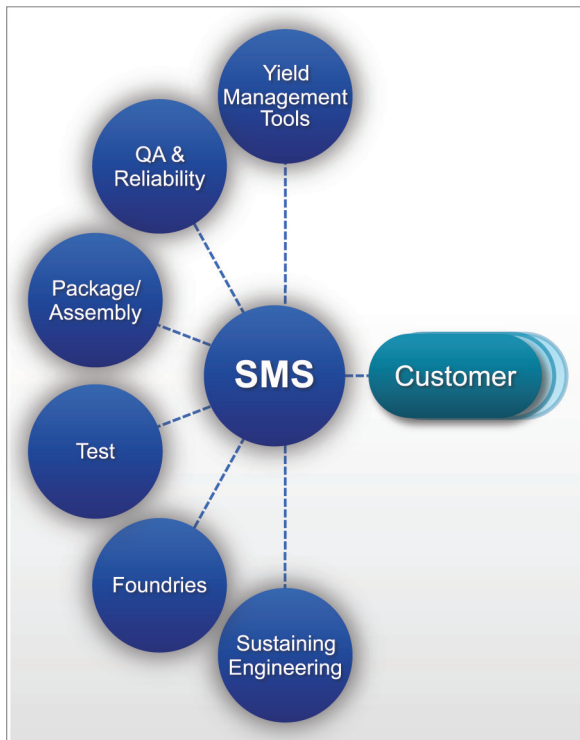 Yield
Management
Tools
QA &
Reliability
Package/
Assembly
SMS
Customer
Test
Foundries
Sustaining
Engineering